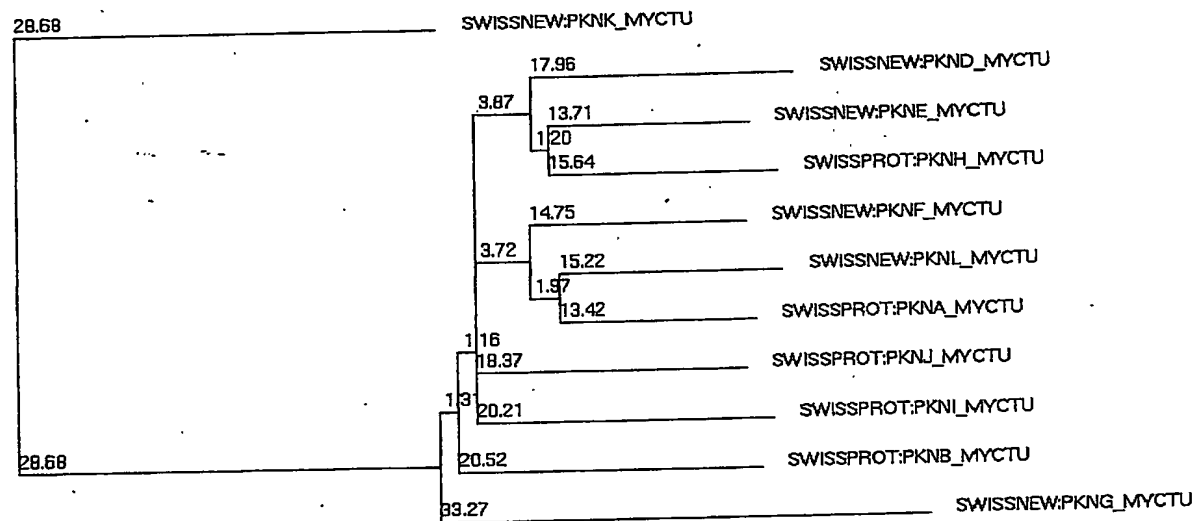 28.68 SWISSNEW:PKNK_MYCTU
17.96 SWISSNEW:PKND_MYCTU
3.87
13.71 SWISSNEW:PKNE_MYCTU
1.20
15.64 SWISSPROT:PKNH_MYCTU
14.75 SWISSNEW:PKNF_MYCTU
3.72
15.22 SWISSNEW:PKNL_MYCTU
1.97
13.42 SWISSPROT:PKNA_MYCTU
1.16
18.37 SWISSPROT:PKNJ_MYCTU
1.31
20.21 SWISSPROT:PKNI_MYCTU
28.68
20.52 SWISSPROT:PKNB_MYCTU
33.27 SWISSNEW:PKNG_MYCTU